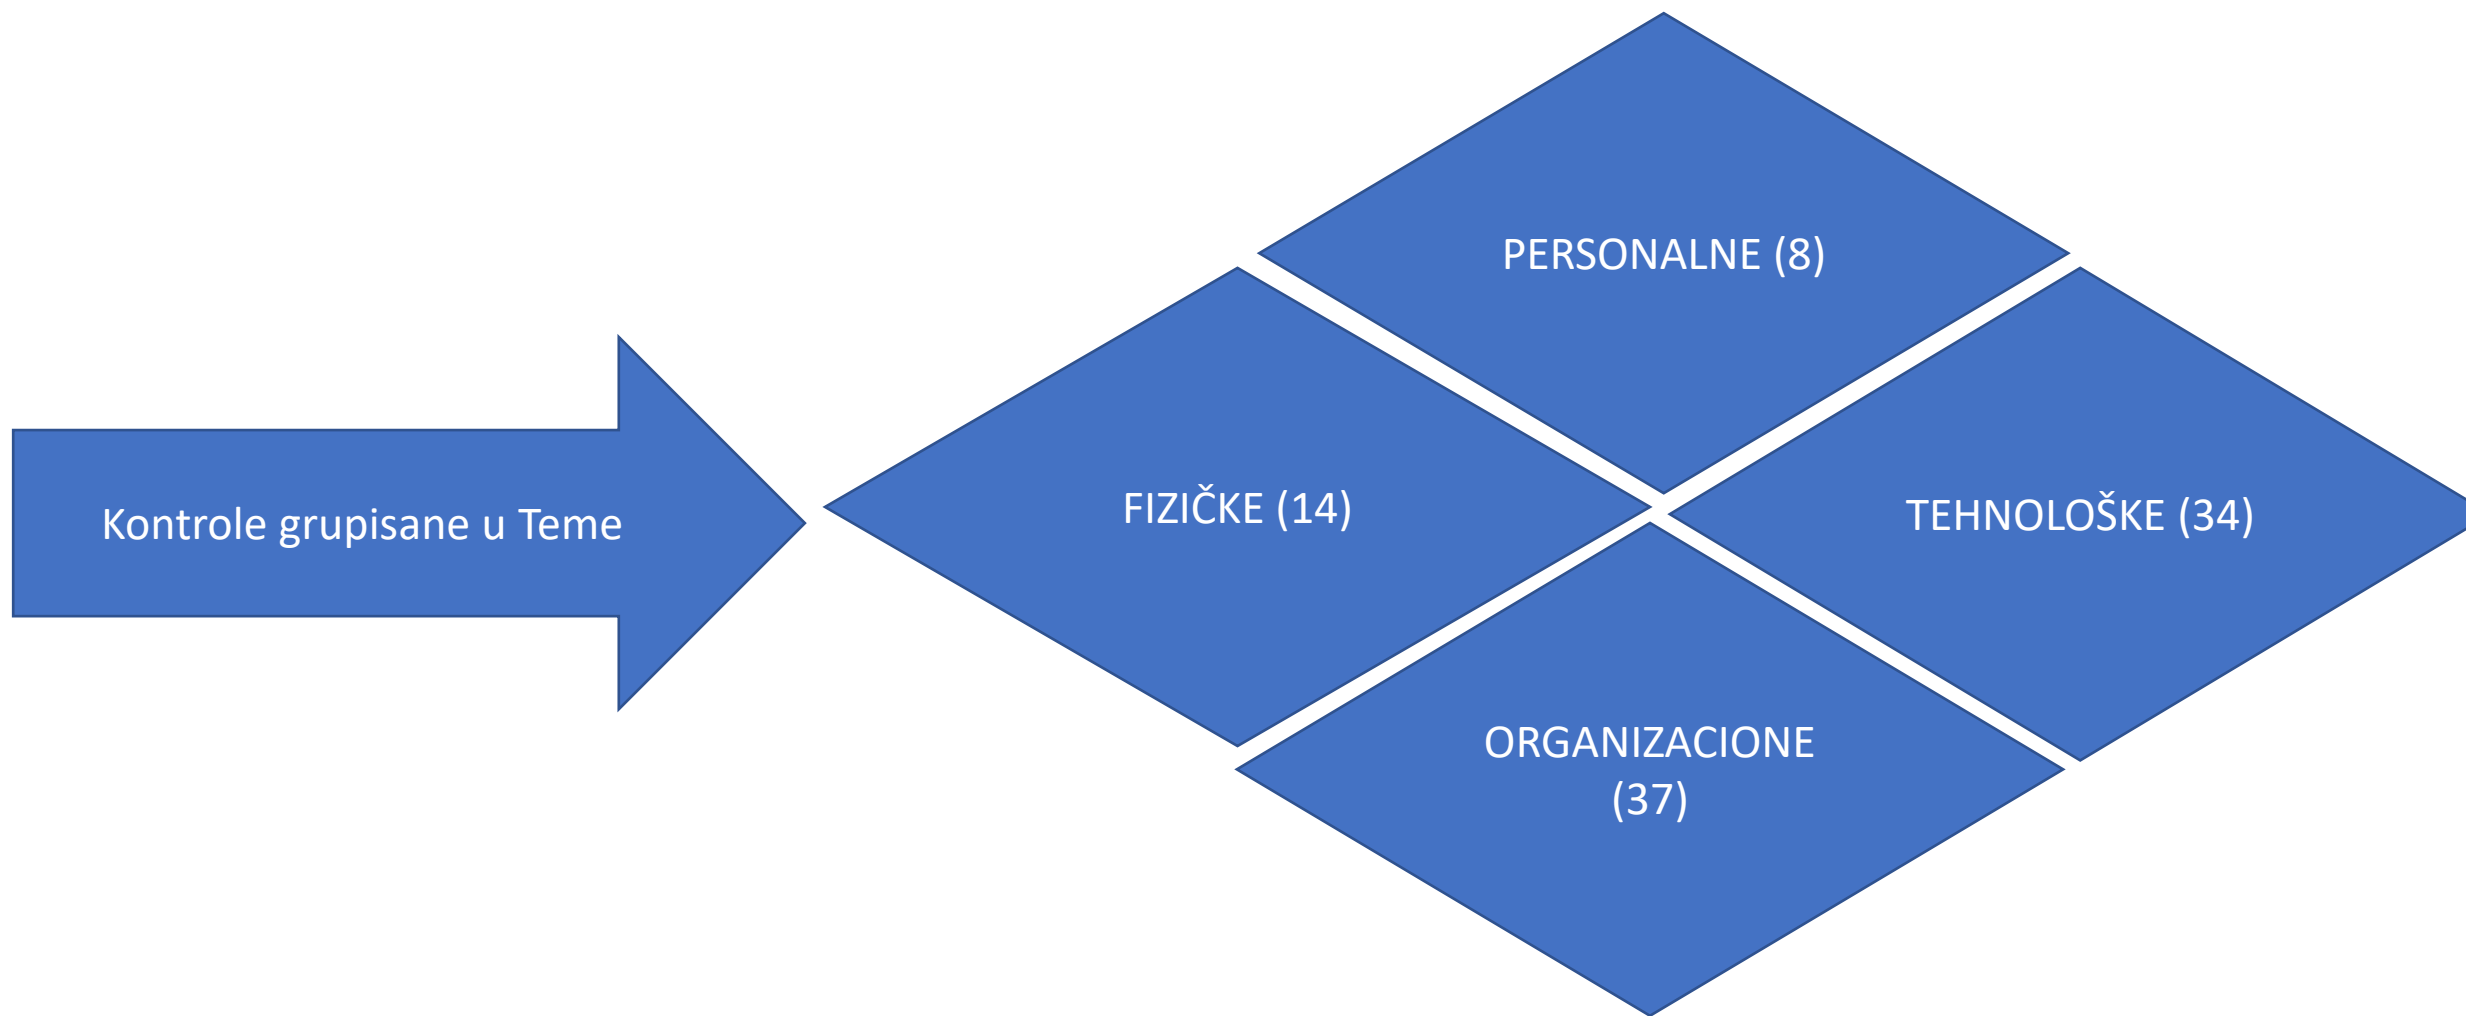 Kontrole grupisane u Teme
PERSONALNE (8)
FIZIČKE (14)
TEHNOLOŠKE (34)
ORGANIZACIONE
(37)